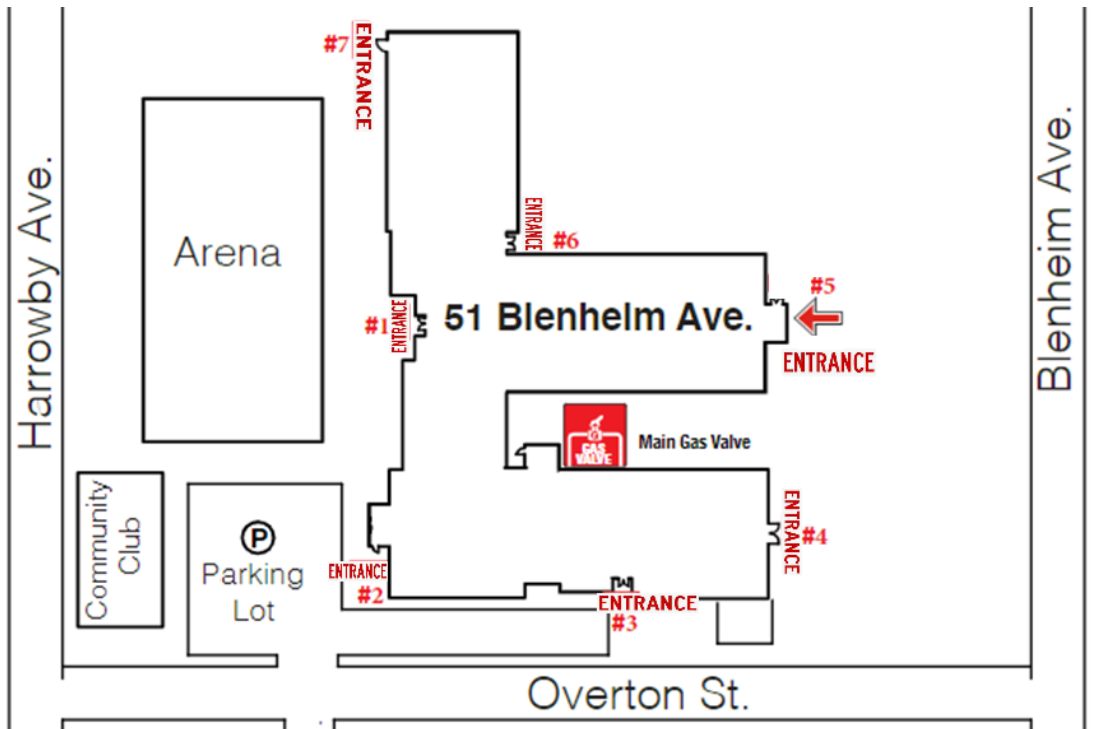 #7
ENTRANCE
Harrowby Ave.
Arena
ENTRANCE
#6
Blenheim Ave.
#5
#1
ENTRANCE
51 Blenhelm Ave.
ENTRANCE
GAS
VALVE
Main Gas Valve
Community
Club
P
Parking
Lot
ENTRANCE
#2
ENTRANCE
#4
ENTRANCE
#3
Overton St.